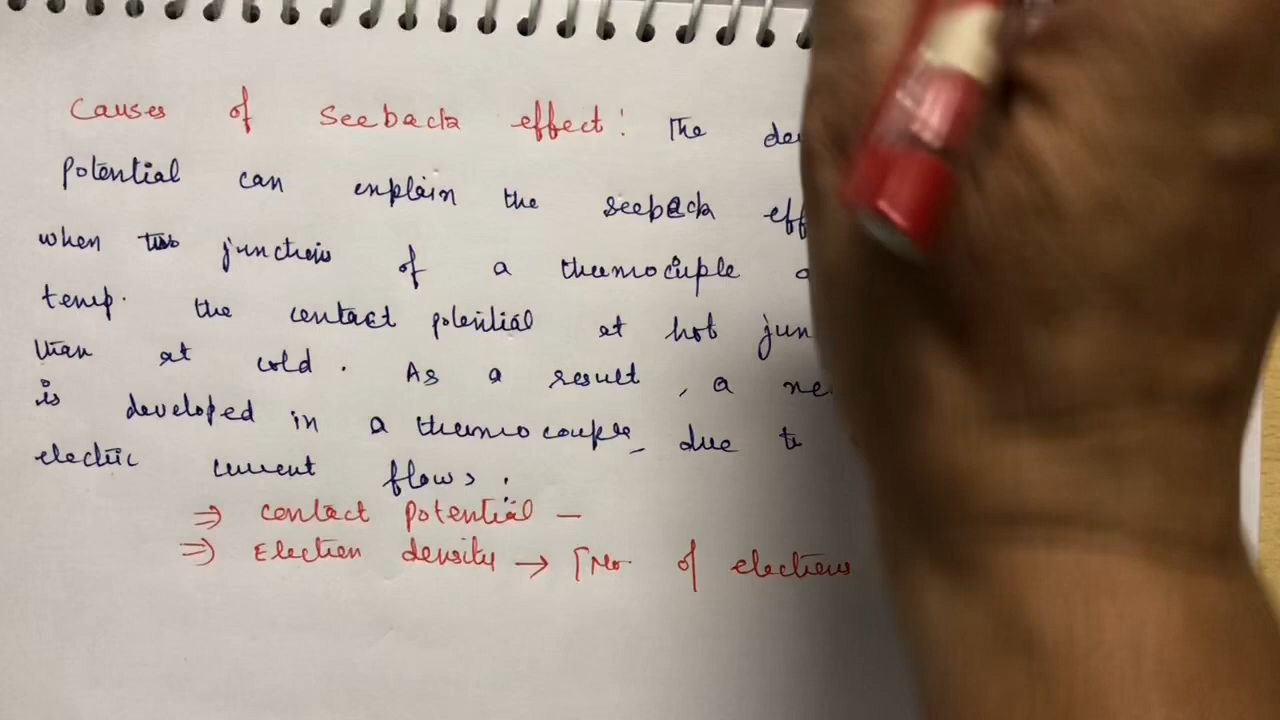 Causes of Seeback effect : The
Potential can explain the seeback
when two junctions of a thermocuple
temp. the contact potential at hot
than at cold . As a result , a
is developed in a thermocouple due to
electric current flows :
⇒ contact Potential –
⇒ Electron density → [No. of electrons